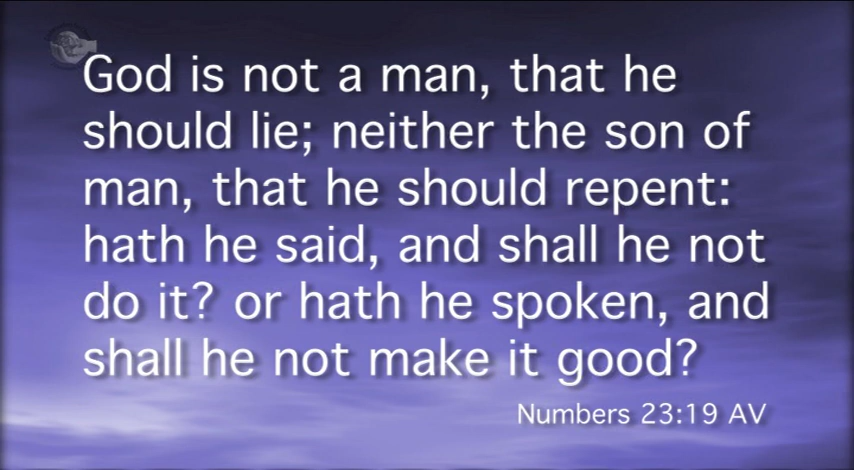 God is not a man, that he
should lie; neither the son of
man, that he should repent:
hath he said, and shall he not
do it? or hath he spoken, and
shall he not make it good?
Numbers 23:19 AV